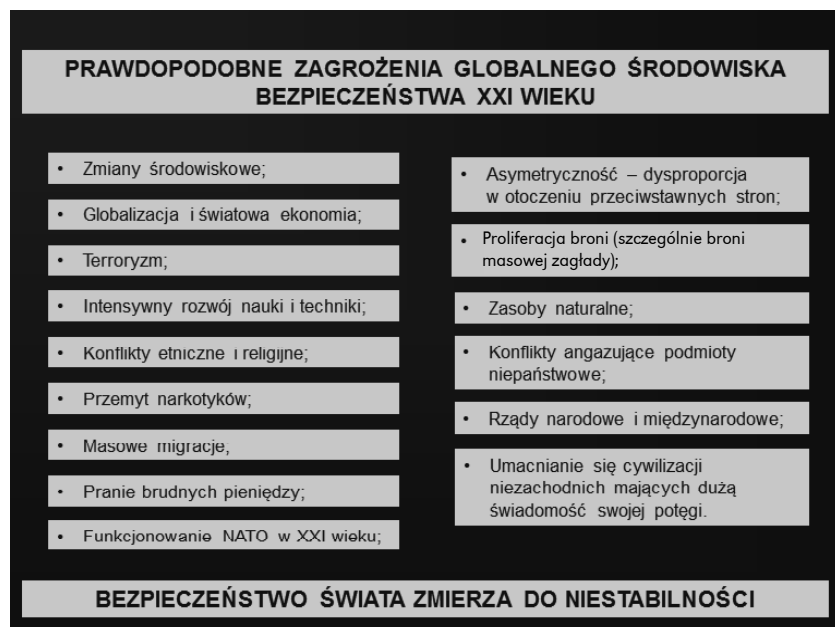 PRAWDOPODOBNE ZAGROŻENIA GLOBALNEGO ŚRODOWISKA
BEZPIECZEŃSTWA XXI WIEKU
• Zmiany środowiskowe;
• Globalizacja i światowa ekonomia;
• Terroryzm;
• Intensywny rozwój nauki i techniki;
• Konflikty etniczne i religijne;
• Przemyt narkotyków;
• Masowe migracje;
• Pranie brudnych pieniędzy;
• Funkcjonowanie NATO w XXI wieku;
• Asymetryczność – dysproporcja
w otoczeniu przeciwstawnych stron;
• Proliferacja broni (szczególnie broni
masowej zagłady);
• Zasoby naturalne;
• Konflikty angazujące podmioty
niepaństwowe;
• Rządy narodowe i międzynarodowe;
• Umacnianie się cywilizacji
niezachodnich mających dużą
świadomość swojej potęgi.
BEZPIECZEŃSTWO ŚWIATA ZMIERZA DO NIESTABILNOŚCI